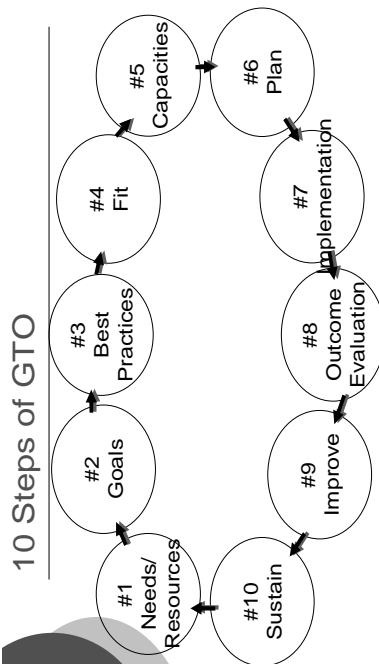 10 Steps of GTO
#1
Needs/
Resources
#2
Goals
#3
Best
Practices
#4
Fit
#5
Capacities
#6
Plan
#7
Implementation
#8
Outcome
Evaluation
#9
Improve
#10
Sustain